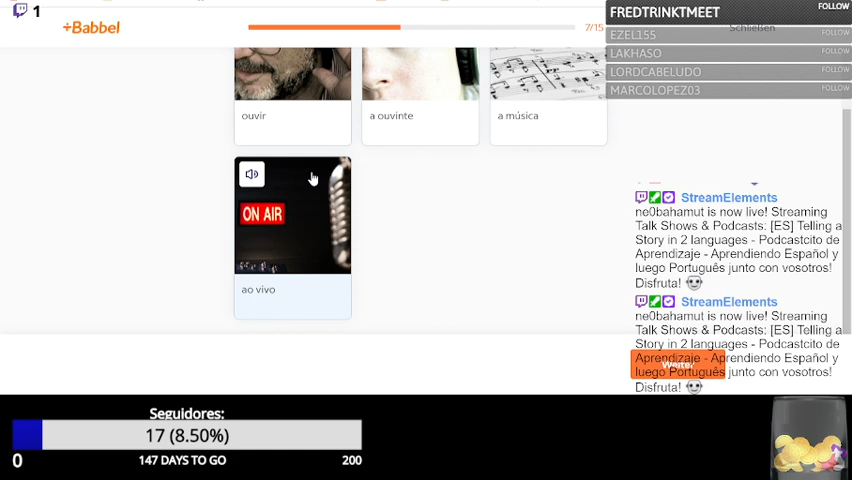 1
+Babbel
7/15
Schließen
FREDTRINKTMEET
FOLLOW
EZEL155
FOLLOW
LAKHASO
FOLLOW
LORDCABELUDO
FOLLOW
MARCOLOPEZ03
FOLLOW
ouvir
a ouvinte
a música
ON AIR
ao vivo
StreamElements
ne0bahamut is now live! Streaming
Talk Shows & Podcasts: [ES] Telling a
Story in 2 languages - Podcastcito de
Aprendizaje - Aprendiendo Español y
luego Português junto con vosotros!
Disfruta!
StreamElements
ne0bahamut is now live! Streaming
Talk Shows & Podcasts: [ES] Telling a
Story in 2 languages - Podcastcito de
Aprendizaje - Aprendiendo Español y
luego Português junto con vosotros!
Disfruta!
Weiter
Seguidores:
17 (8.50%)
0
147 DAYS TO GO
200